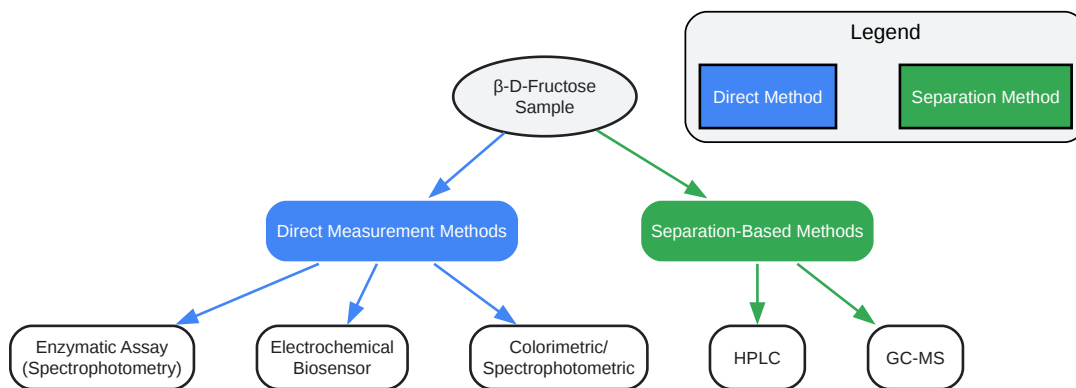 Legend
Direct Method
Separation Method
β-D-Fructose
Sample
Direct Measurement Methods
Separation-Based Methods
Enzymatic Assay
(Spectrophotometry)
Electrochemical
Biosensor
Colorimetric/
Spectrophotometric
HPLC
GC-MS